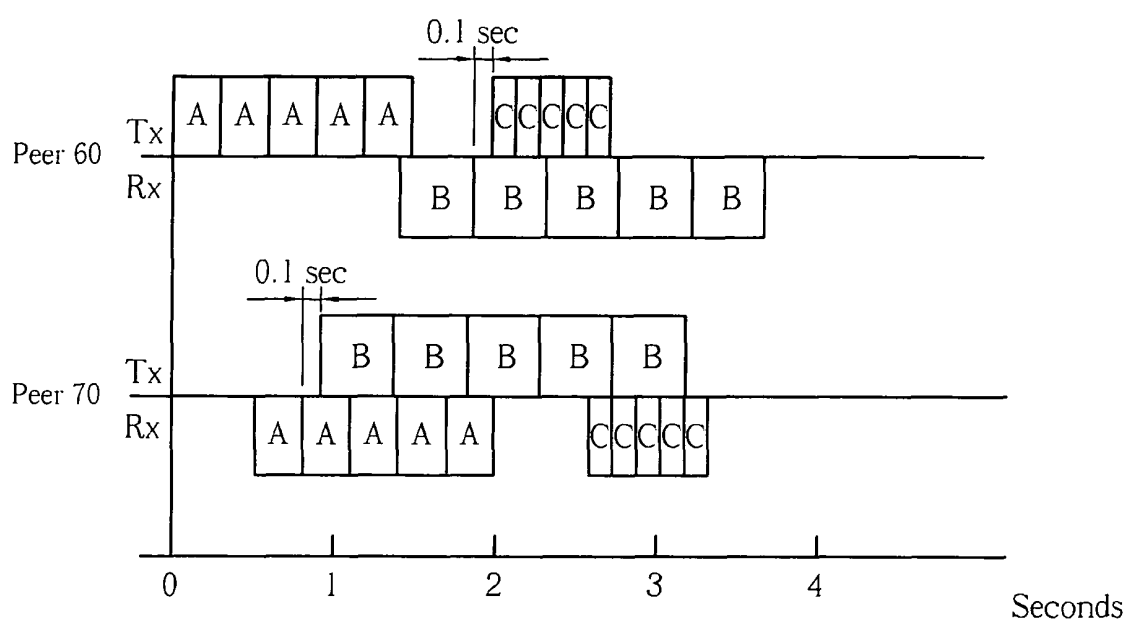 0.1 sec
A A A A A
C C C C C
Tx
Peer 60
Rx
B B B B B
0.1 sec
B B B B B
Tx
Peer 70
Rx
A A A A A
C C C C C
0 1 2 3 4
Seconds